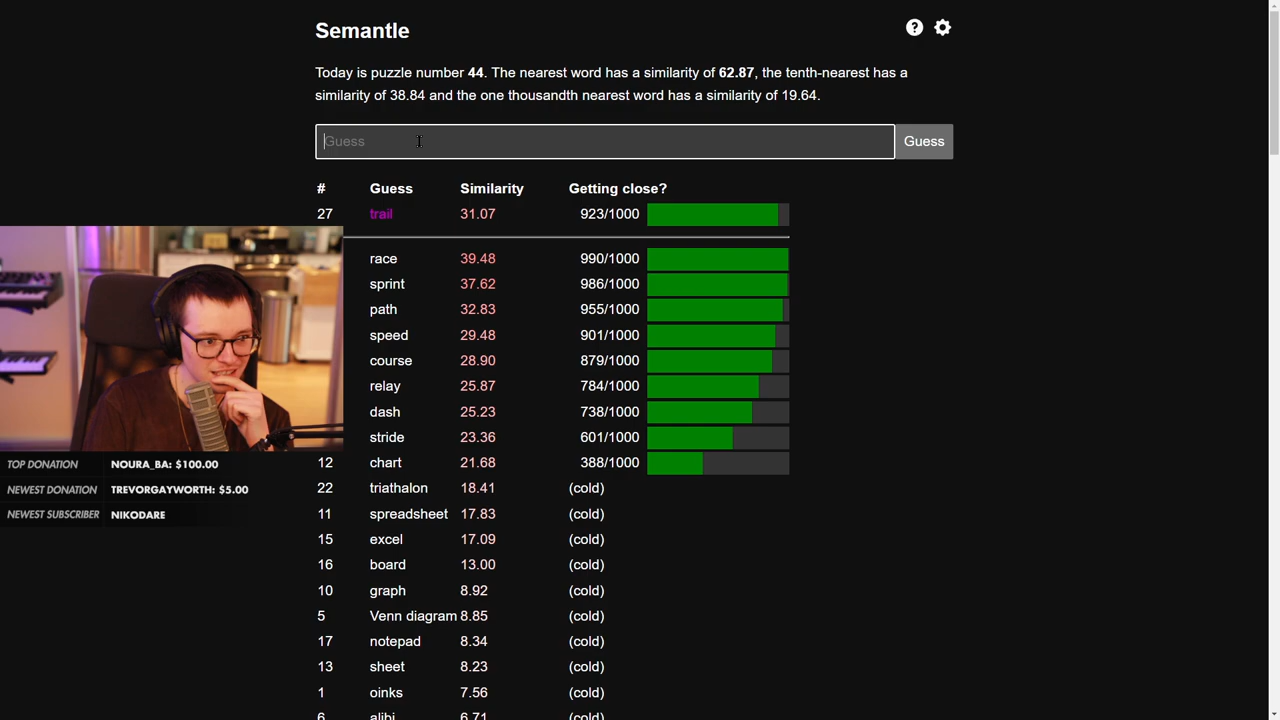 Semantle
Today is puzzle number 44. The nearest word has a similarity of 62.87, the tenth-nearest has a
similarity of 38.84 and the one thousandth nearest word has a similarity of 19.64.
Guess Guess
# Guess Similarity Getting close?
27 trail 31.07 923/1000
race 39.48 990/1000
sprint 37.62 986/1000
path 32.83 955/1000
speed 29.48 901/1000
course 28.90 879/1000
relay 25.87 784/1000
dash 25.23 738/1000
stride 23.36 601/1000
12 chart 21.68 388/1000
22 triathalon 18.41 (cold)
11 spreadsheet 17.83 (cold)
15 excel 17.09 (cold)
16 board 13.00 (cold)
10 graph 8.92 (cold)
5 Venn diagram 8.85 (cold)
17 notepad 8.34 (cold)
13 sheet 8.23 (cold)
1 oinks 7.56 (cold)
6 alibi 6.71 (cold)
TOP DONATION NOURA_BA: $100.00
NEWEST DONATION TREVORGAYWORTH: $5.00
NEWEST SUBSCRIBER NIKODARE